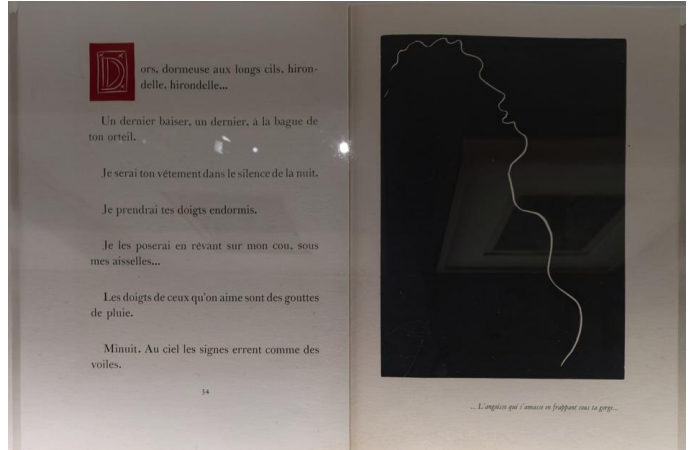 Dors, dormeuse aux longs cils, hiron-
delle, hirondelle...
Un dernier baiser, un dernier, à la bague de
ton orteil.
Je serai ton vêtement dans le silence de la nuit.
Je prendrai tes doigts endormis.
Je les poserai en rêvant sur mon cou, sous
mes aisselles...
Les doigts de ceux qu'on aime sont des gouttes
de pluie.
Minuit. Au ciel les signes errent comme des
voiles.
34
...L'angoisse qui s'amasse en frappant sous ta gorge...